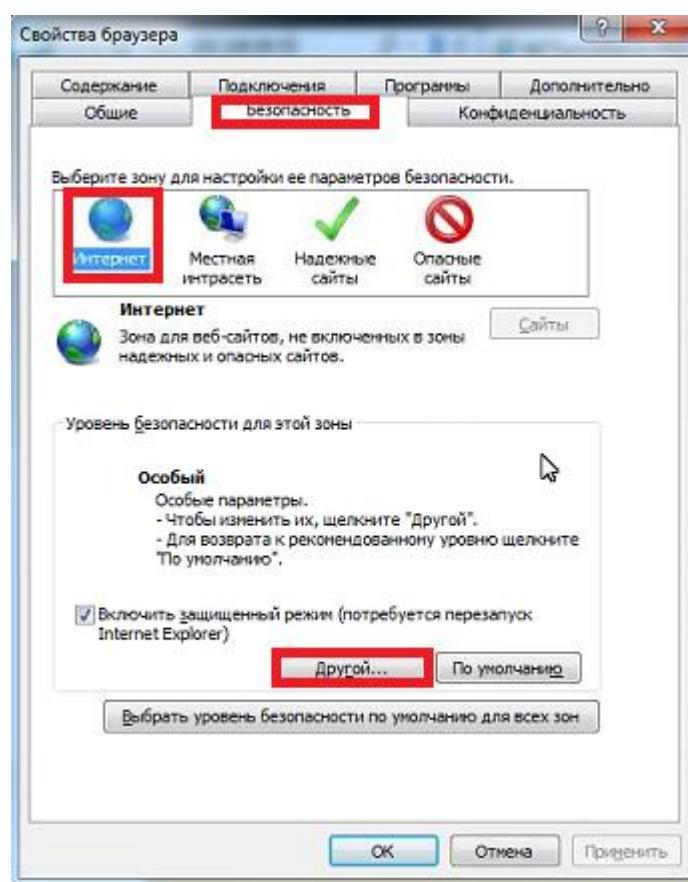 Свойства браузера
Содержание Подключения Программы Дополнительно
Общие Безопасность Конфиденциальность
Выберите зону для настройки ее параметров безопасности.
Интернет Местная интрасеть Надежные сайты Опасные сайты
Интернет
Зона для веб-сайтов, не включенных в зоны
надежных и опасных сайтов.
Сайты
Уровень безопасности для этой зоны
Особый
Особые параметры.
- Чтобы изменить их, щелкните "Другой".
- Для возврата к рекомендованному уровню щелкните
"По умолчанию".
Включить защищенный режим (потребуется перезапуск
Internet Explorer)
Другой... По умолчанию
Выбрать уровень безопасности по умолчанию для всех зон
ОК Отмена Применить